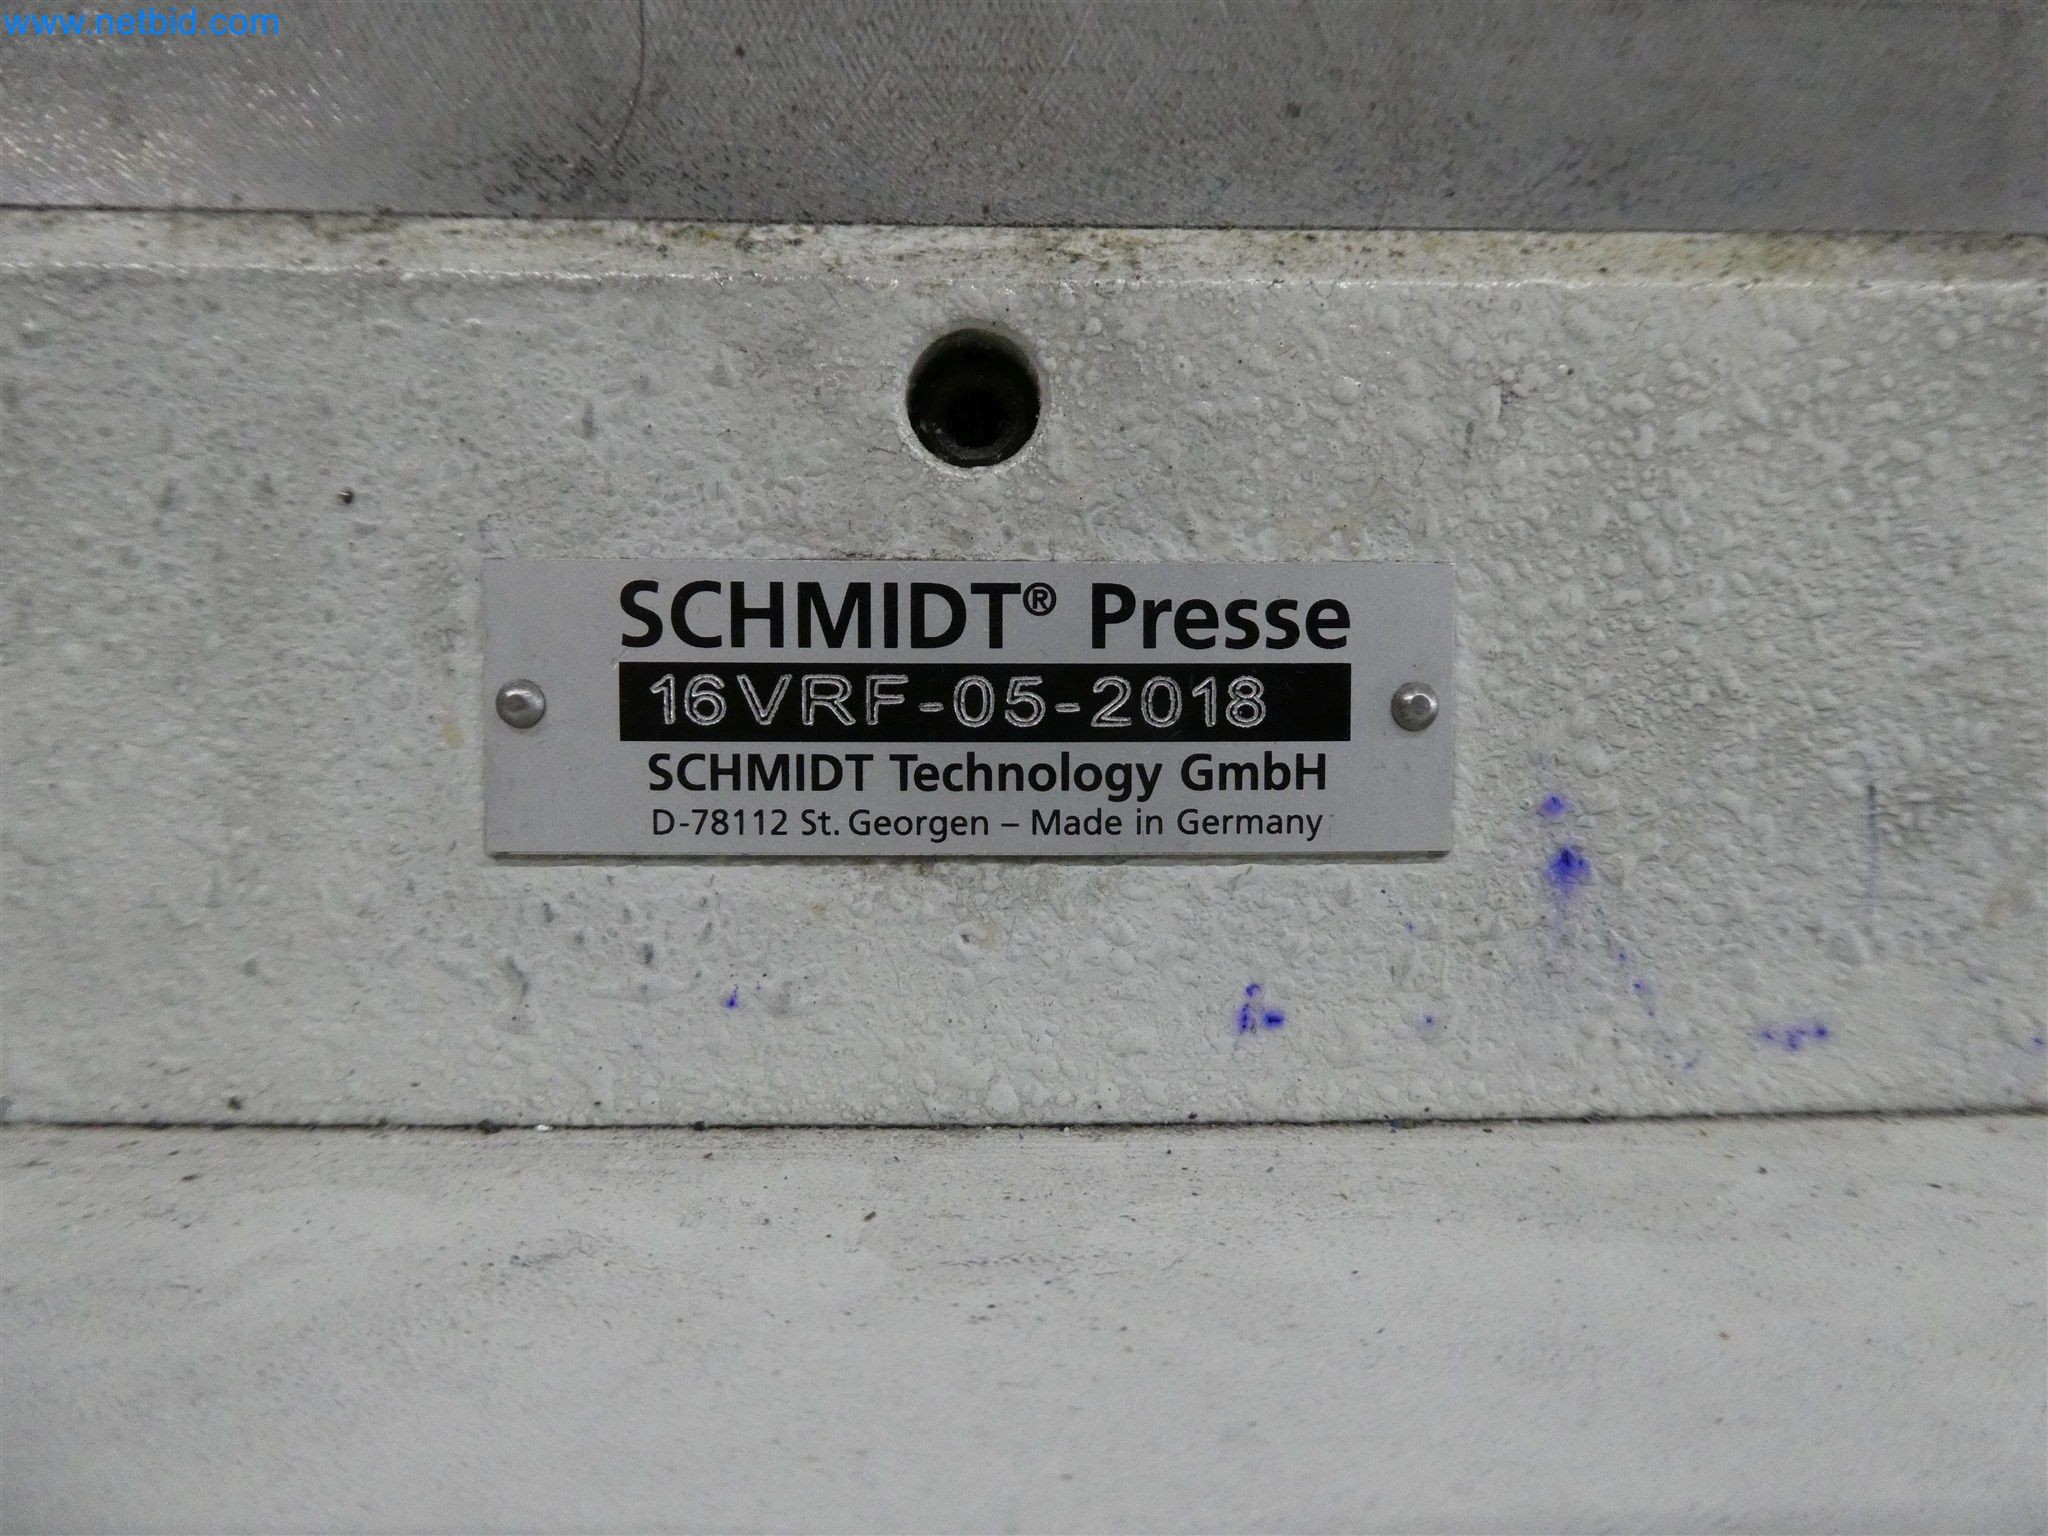 www.netbid.com
SCHMIDT® Presse
16VRF-05-2018
SCHMIDT Technology GmbH
D-78112 St. Georgen – Made in Germany